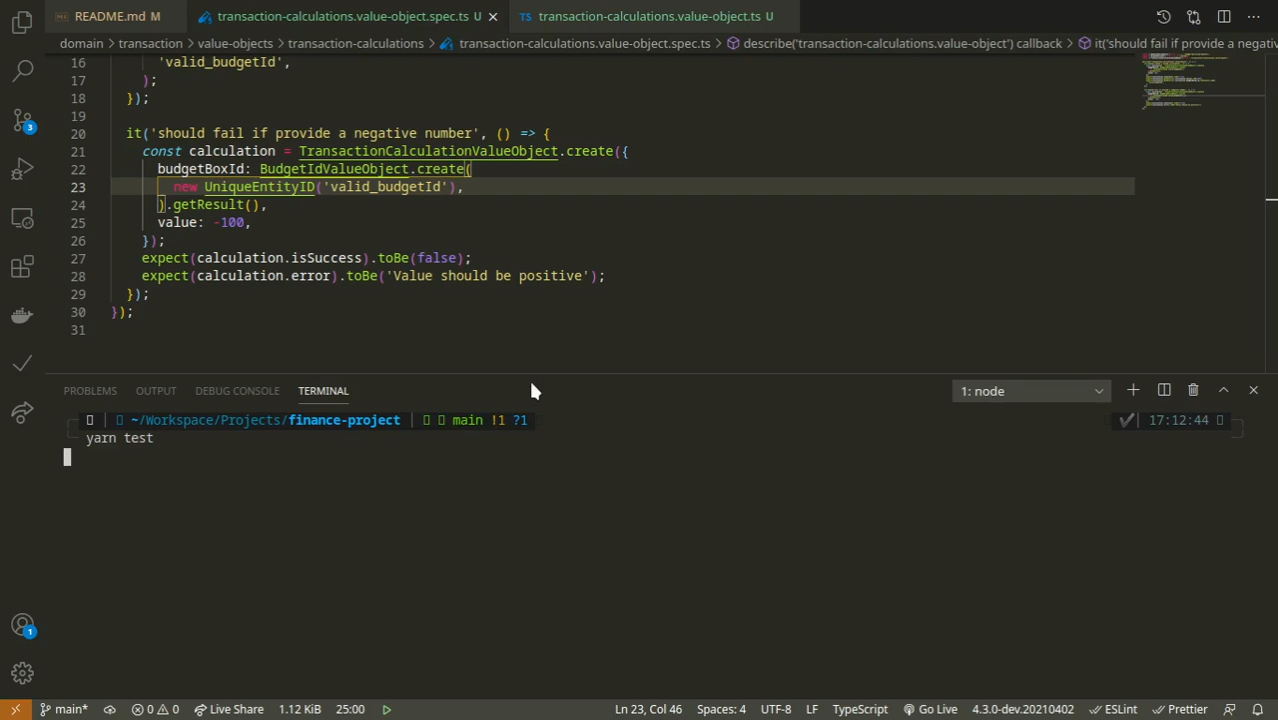 README.md M
transaction-calculations.value-object.spec.ts U
TS transaction-calculations.value-object.ts U
domain > transaction > value-objects > transaction-calculations > transaction-calculations.value-object.spec.ts > describe('transaction-calculations.value-object') callback > it('should fail if provide a negativ
16 'valid_budgetId',
17 );
18 });
19
20 it('should fail if provide a negative number', () => {
21 const calculation = TransactionCalculationValueObject.create({
22 budgetBoxId: BudgetIdValueObject.create(
23 new UniqueEntityID('valid_budgetId'),
24 ).getResult(),
25 value: -100,
26 });
27 expect(calculation.isSuccess).toBe(false);
28 expect(calculation.error).toBe('Value should be positive');
29 });
30 });
31
3
PROBLEMS OUTPUT DEBUG CONSOLE TERMINAL 1: node
~/Workspace/Projects/finance-project | main !1 ?1 17:12:44
yarn test
1
main* 0 0 Live Share 1.12 KiB 25:00 Ln 23, Col 46 Spaces: 4 UTF-8 LF TypeScript Go Live 4.3.0-dev.20210402 ESLint Prettier